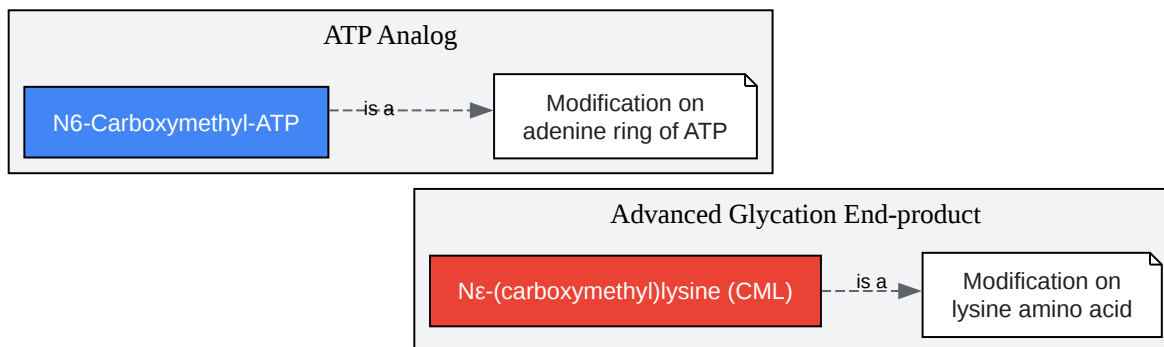 ATP Analog
N6-Carboxymethyl-ATP
is a
Modification on
adenine ring of ATP
Advanced Glycation End-product
Nε-(carboxymethyl)lysine (CML)
is a
Modification on
lysine amino acid